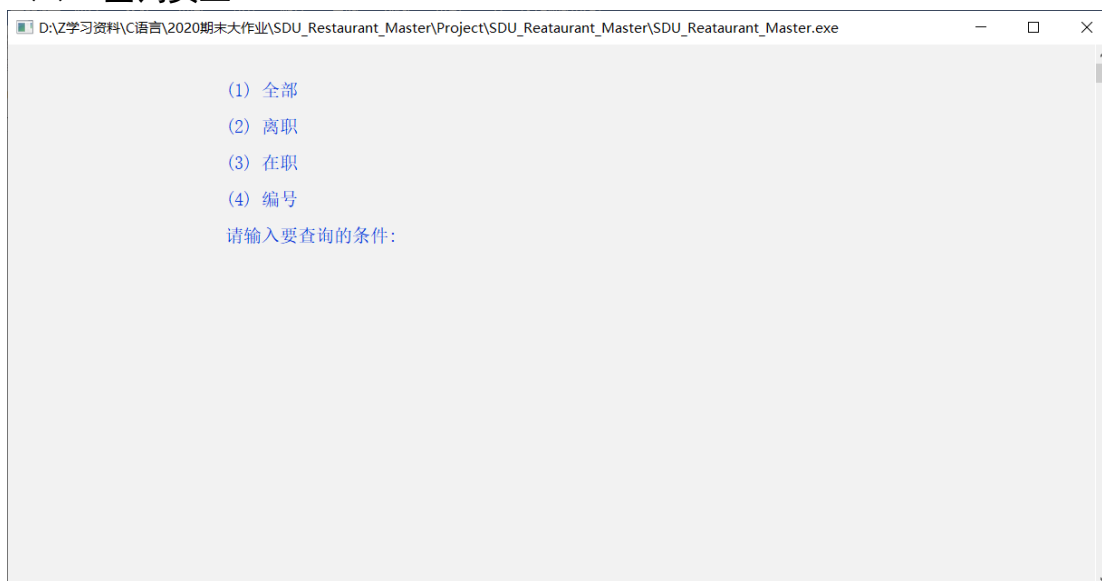 D:\Z学习资料\C语言\2020期末大作业\SDU_Restaurant_Master\Project\SDU_Reataurant_Master\SDU_Reataurant_Master.exe
(1) 全部
(2) 离职
(3) 在职
(4) 编号
请输入要查询的条件: